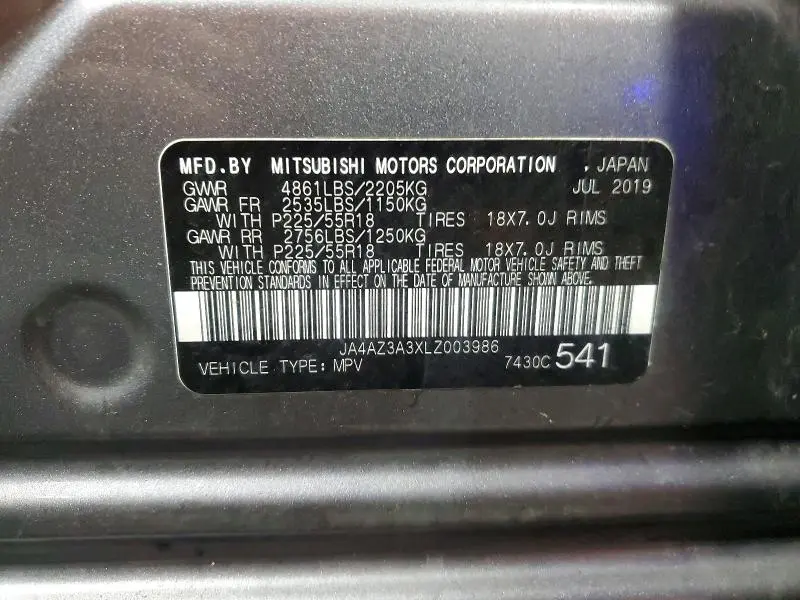 MFD.BY MITSUBISHI MOTORS CORPORATION , JAPAN
GVWR 4861LBS/2205KG JUL 2019
GAWR FR 2535LBS/1150KG
WITH P225/55R18 TIRES 18X7.0J RIMS
GAWR RR 2756LBS/1250KG
WITH P225/55R18 TIRES 18X7.0J RIMS
THIS VEHICLE CONFORMS TO ALL APPLICABLE FEDERAL MOTOR VEHICLE SAFETY AND THEFT
PREVENTION STANDARDS IN EFFECT ON THE DATE OF MANUFACTURE SHOWN ABOVE.
JA4AZ3A3XLZ003986
VEHICLE TYPE: MPV 7430C 541